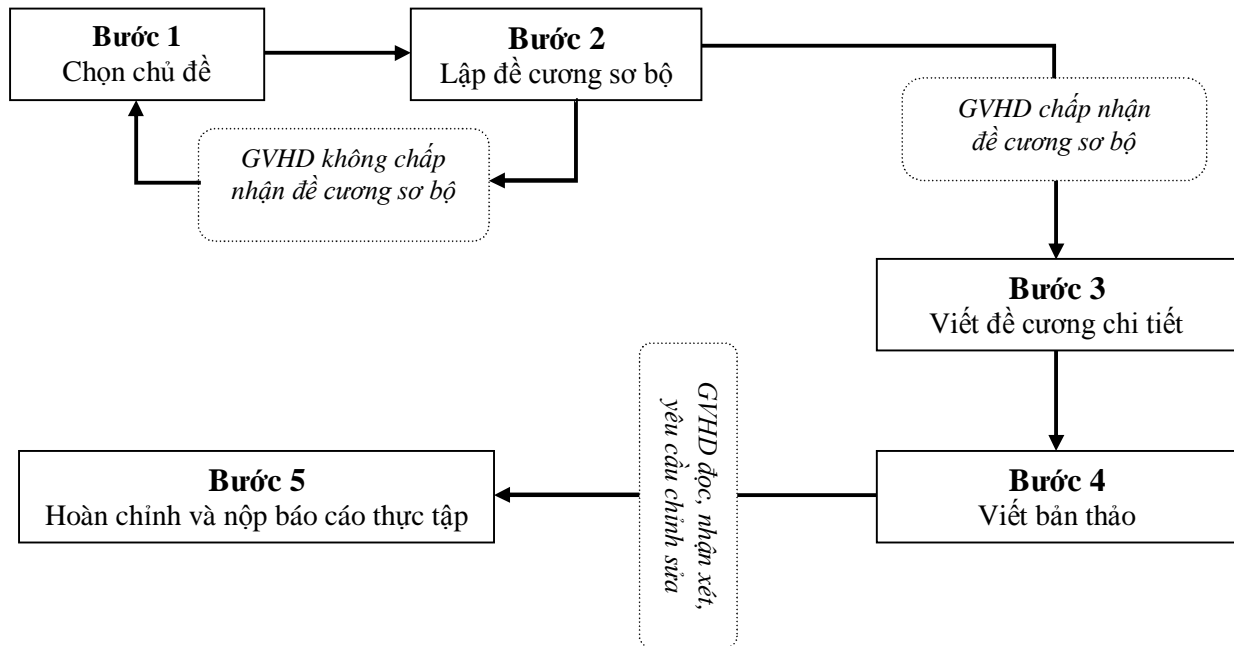 Bước 1
Chọn chủ đề
Bước 2
Lập đề cương sơ bộ
GVHD không chấp
nhận đề cương sơ bộ
GVHD chấp nhận
đề cương sơ bộ
Bước 3
Viết đề cương chi tiết
Bước 4
Viết bản thảo
GVHD đọc, nhận xét,
yêu cầu chỉnh sửa
Bước 5
Hoàn chỉnh và nộp báo cáo thực tập